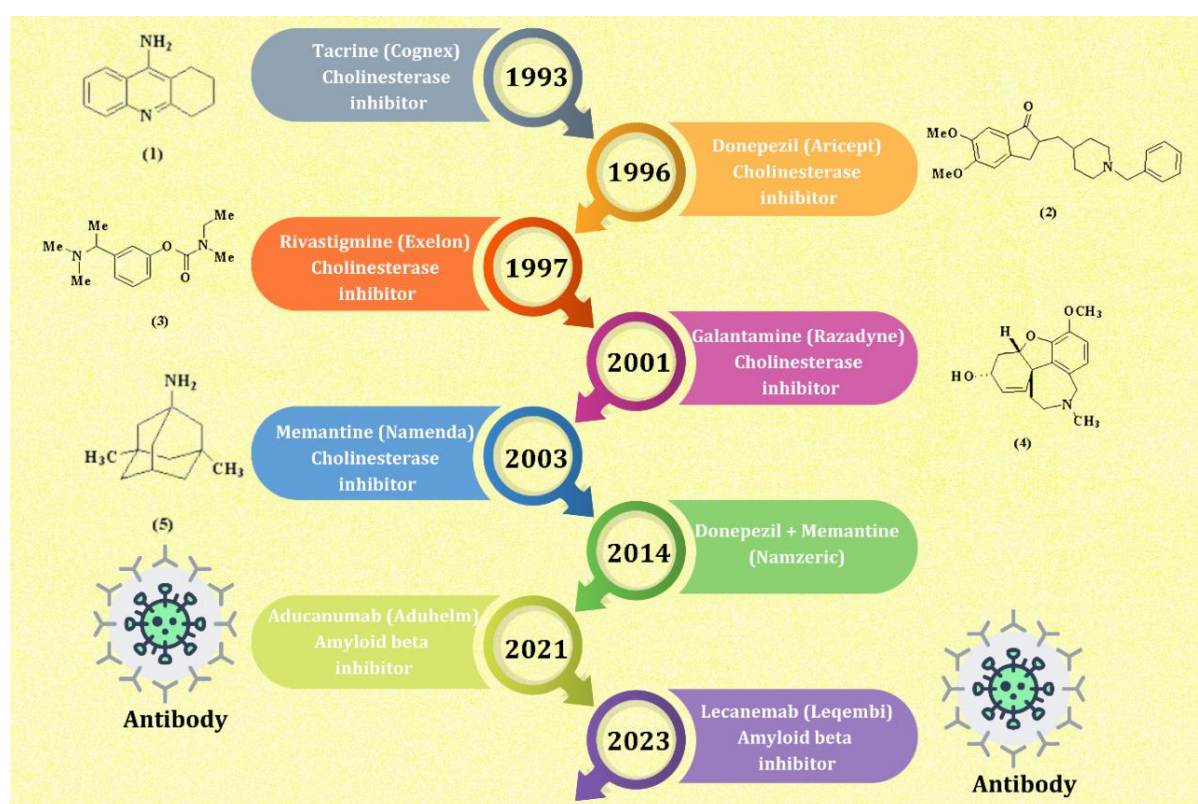 NH₂
N
(1)
Tacrine (Cognex)
Cholinesterase
inhibitor
1993
1996
Donepezil (Aricept)
Cholinesterase
inhibitor
O
MeO
MeO
N
(2)
Me
Me
Me
N
Me
O
N
Me
O
(3)
Rivastigmine (Exelon)
Cholinesterase
inhibitor
1997
2001
Galantamine (Razadyne)
Cholinesterase
inhibitor
OCH₃
H
O
HO
N
CH₃
(4)
NH₂
H₃C
CH₃
(5)
Memantine (Namenda)
Cholinesterase
inhibitor
2003
2014
Donepezil + Memantine
(Namzeric)
Antibody
Aducanumab (Aduhelm)
Amyloid beta
inhibitor
2021
2023
Lecanemab (Leqembi)
Amyloid beta
inhibitor
Antibody